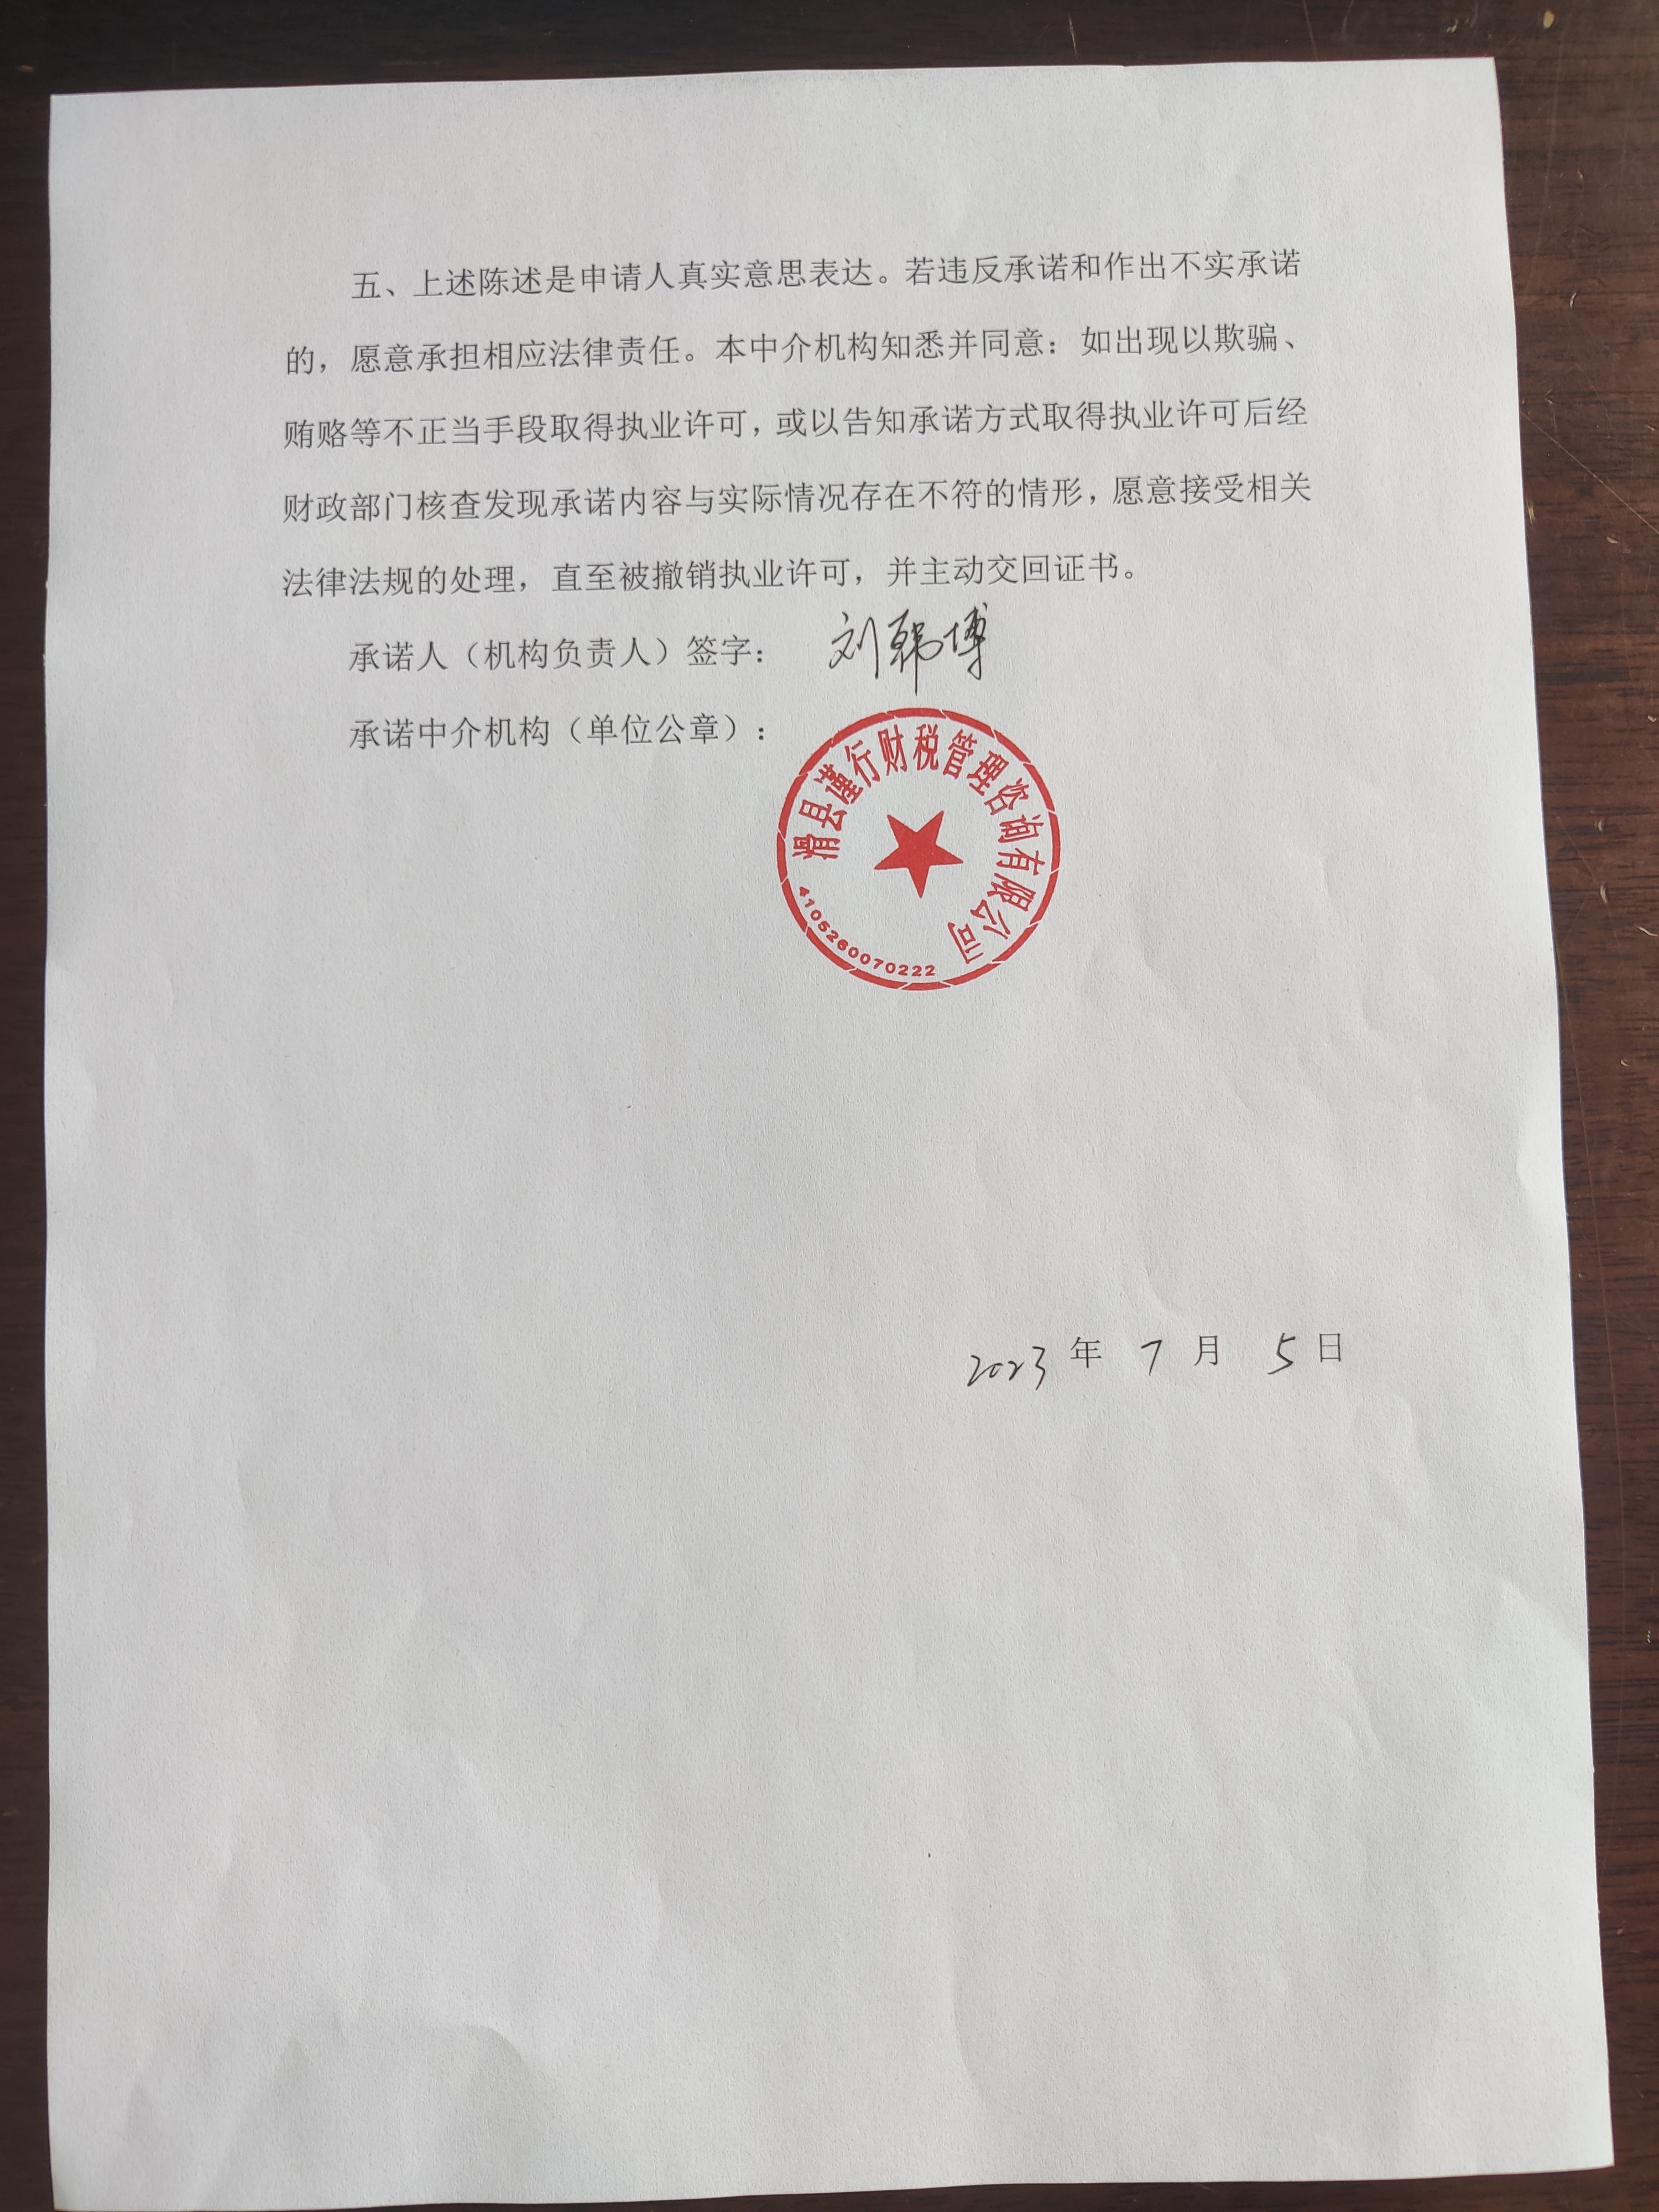 五、上述陈述是申请人真实意思表达。若违反承诺和作出不实承诺
的，愿意承担相应法律责任。本中介机构知悉并同意：如出现以欺骗、
贿赂等不正当手段取得执业许可，或以告知承诺方式取得执业许可后经
财政部门核查发现承诺内容与实际情况存在不符的情形，愿意接受相关
法律法规的处理，直至被撤销执业许可，并主动交回证书。
承诺人（机构负责人）签字： 刘韩博
承诺中介机构（单位公章）：
滑县谨行财税管理咨询有限公司
4105260070222
2023 年 7 月 5 日